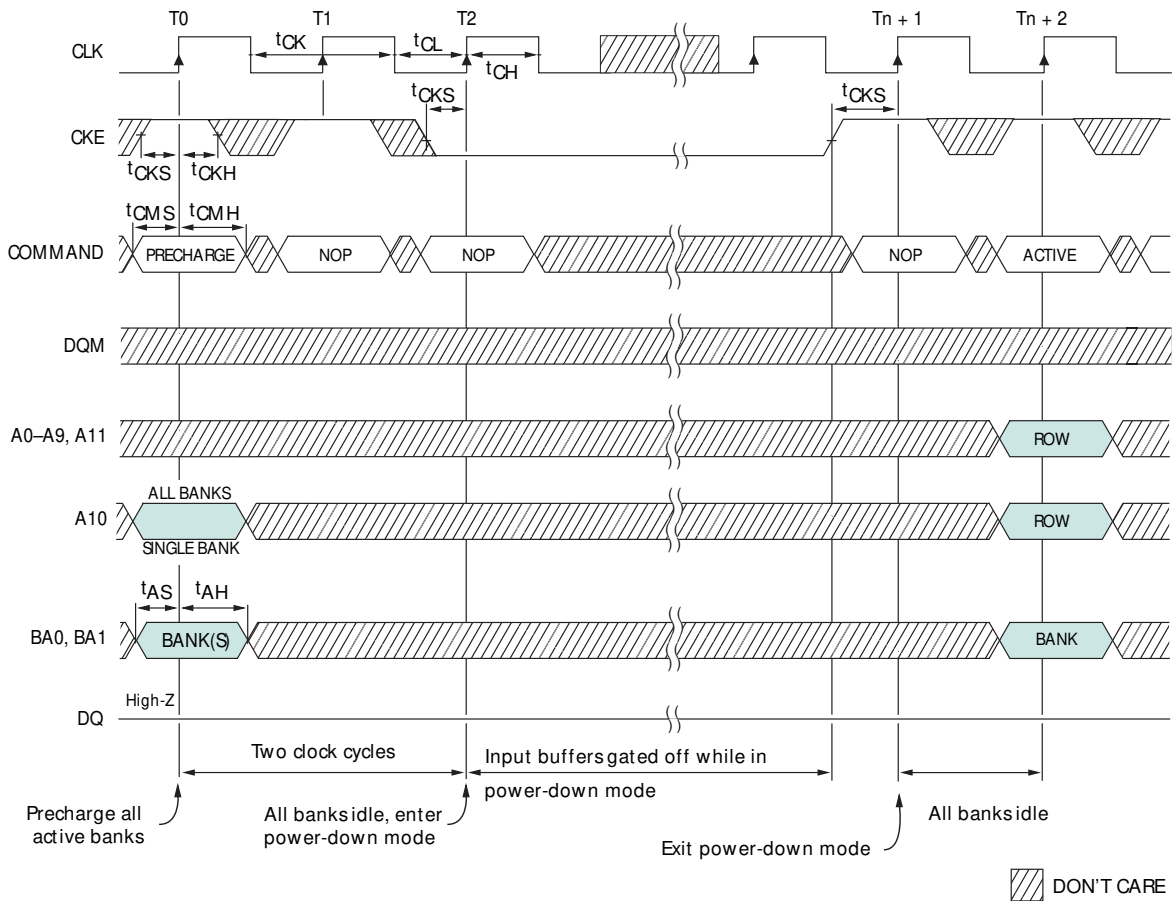 T0 T1 T2 Tn + 1 Tn + 2
CLK
tCK tCL
tCH
tCKS tCKS
CKE
tCKS tCKH
tCMS tCMH
COMMAND PRECHARGE NOP NOP NOP ACTIVE
DQM
A0–A9, A11 ROW
ALL BANKS
A10 ROW
SINGLE BANK
tAS tAH
BA0, BA1 BANK(S) BANK
High-Z
DQ
Two clock cycles
Input buffers gated off while in
power-down mode
Precharge all
active banks
All banks idle, enter
power-down mode
Exit power-down mode
All banks idle
DON'T CARE